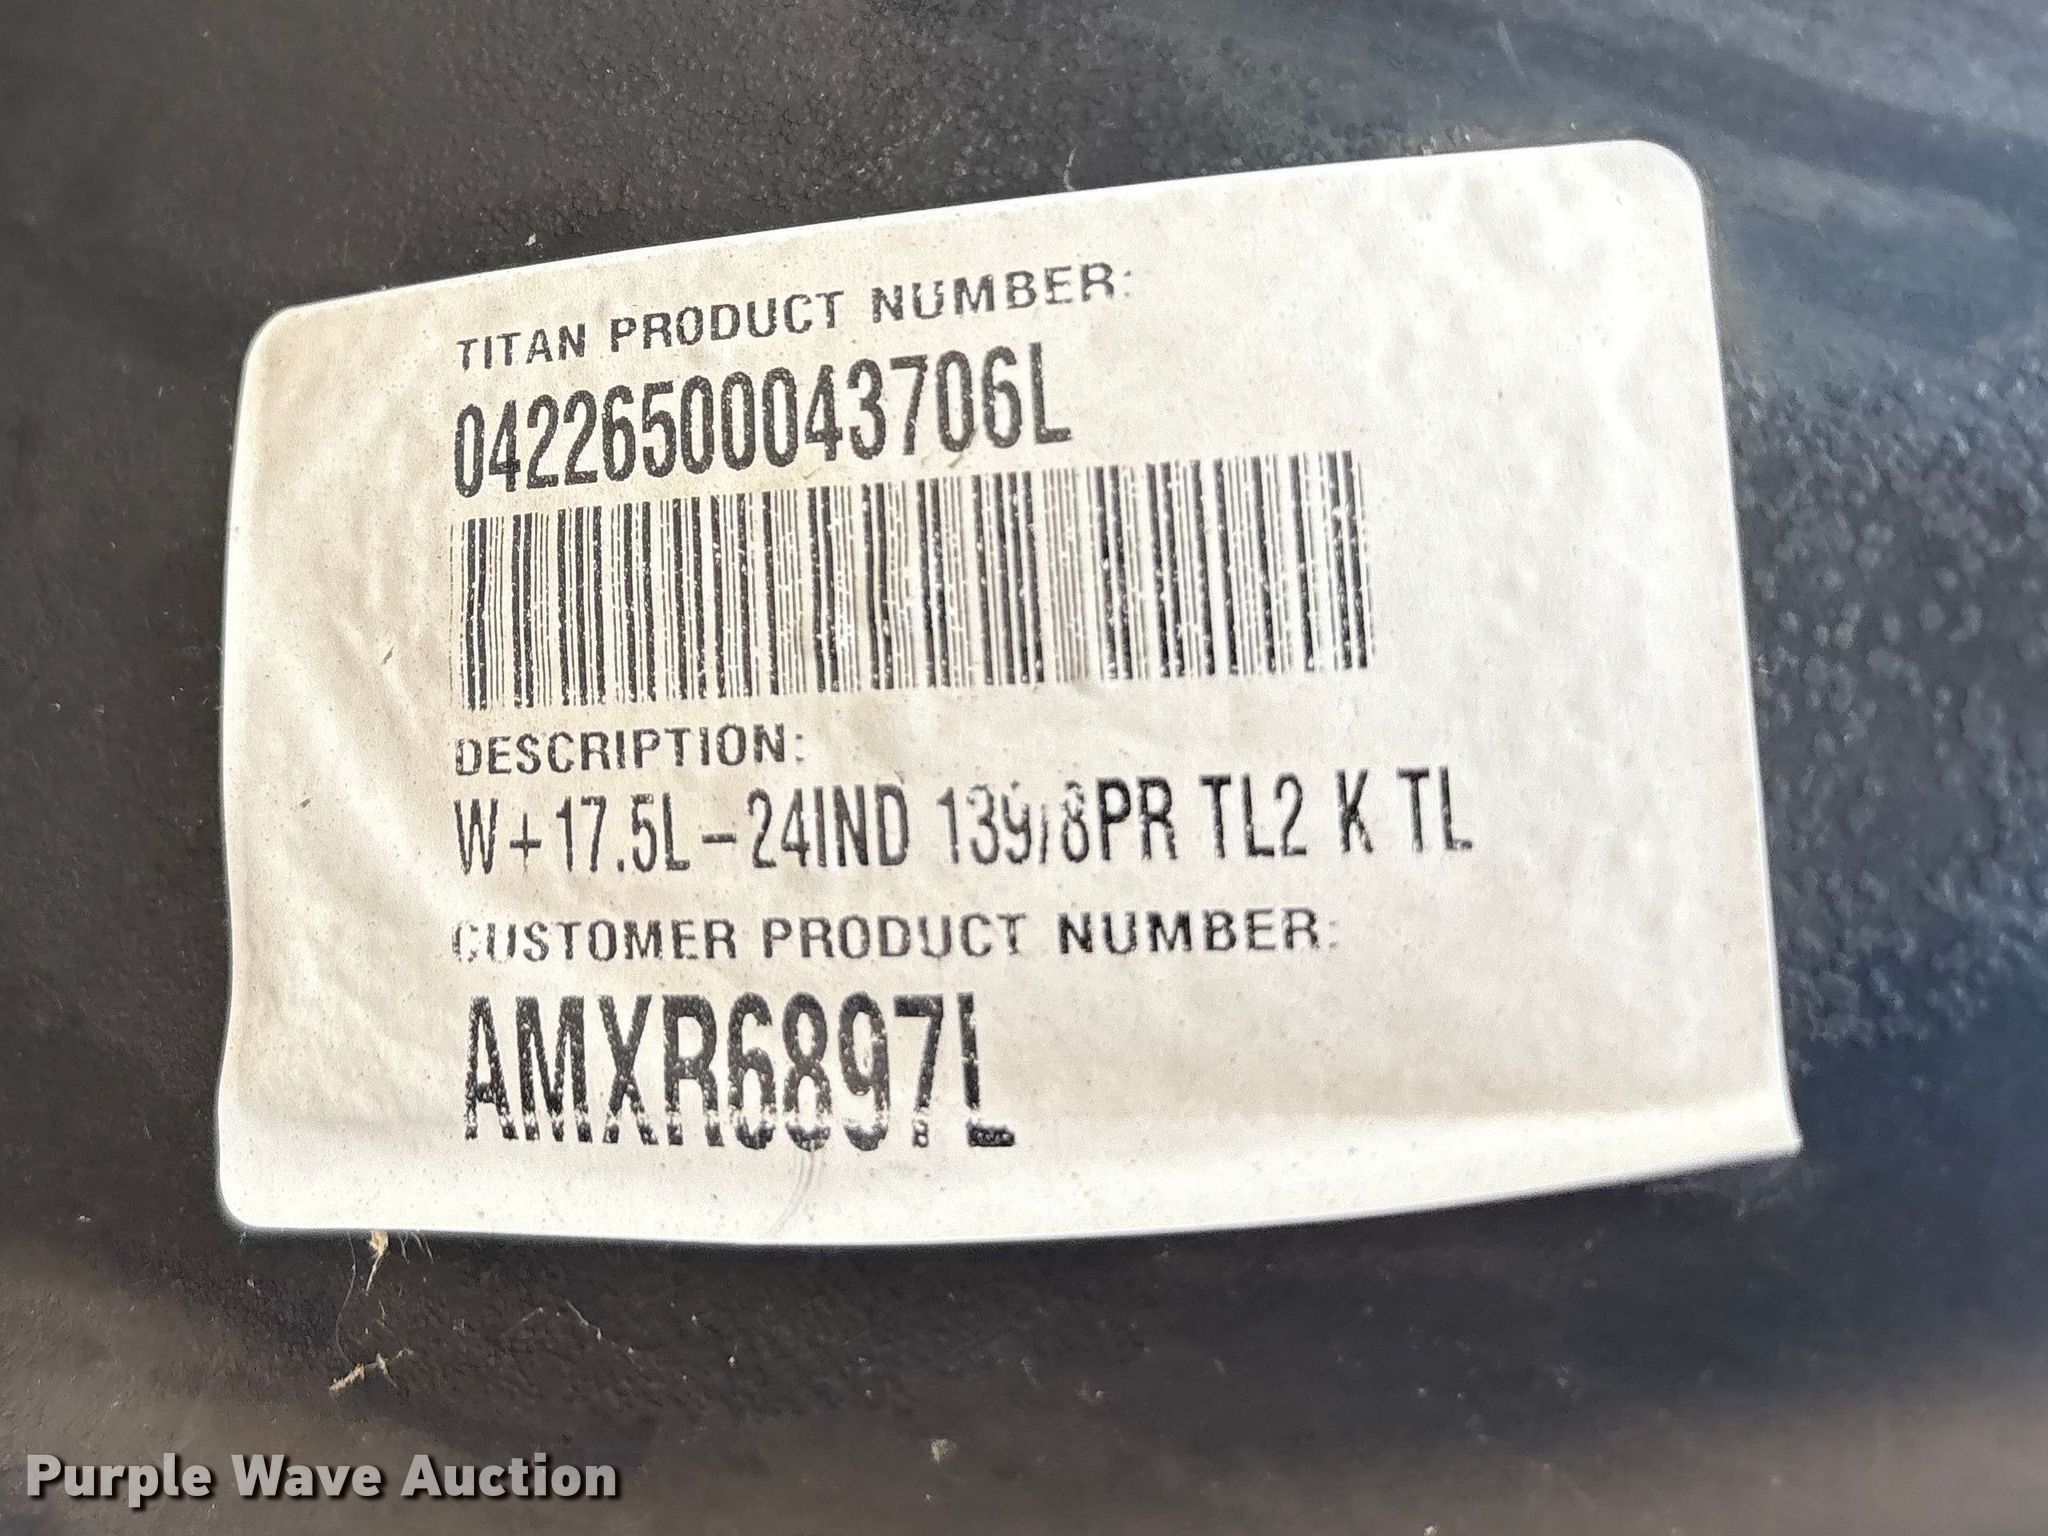 TITAN PRODUCT NUMBER:
04226500043706L
DESCRIPTION:
W+17.5L-24IND 139/8PR TL2 K TL
CUSTOMER PRODUCT NUMBER:
AMXR6897L
Purple Wave Auction